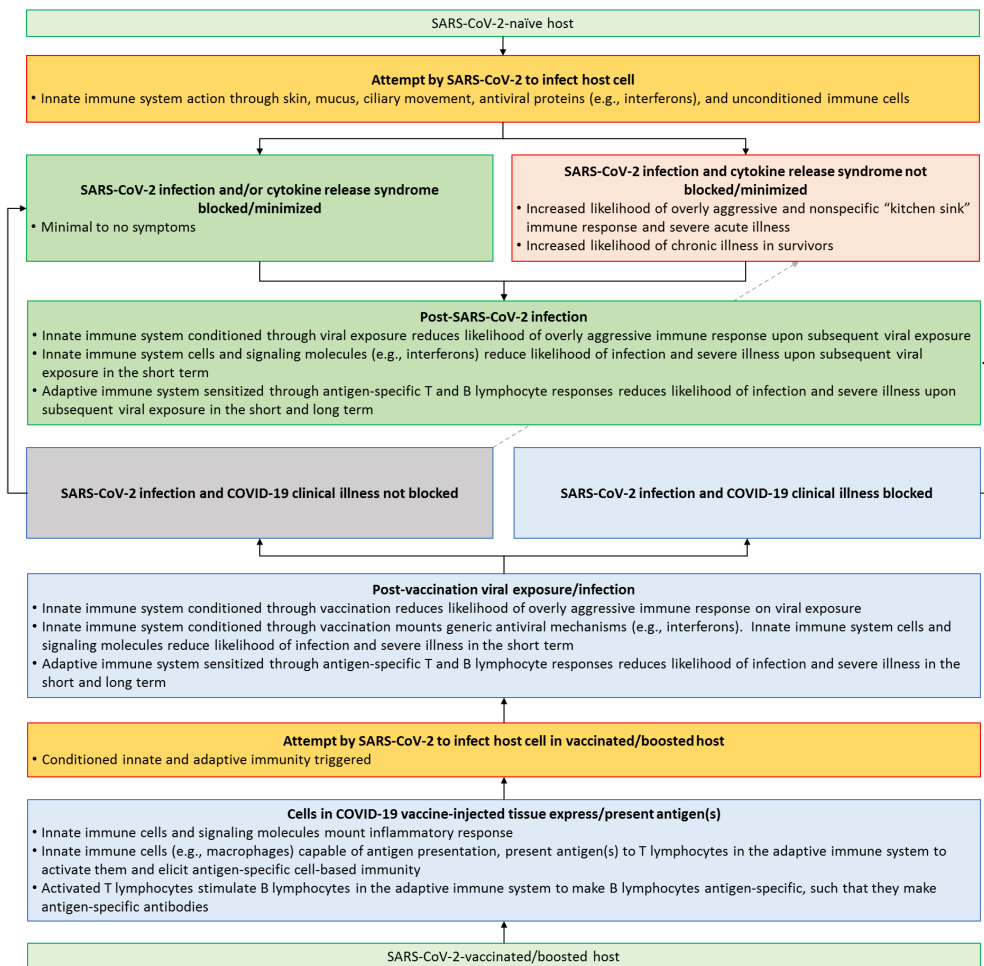 SARS-CoV-2-naïve host
Attempt by SARS-CoV-2 to infect host cell
• Innate immune system action through skin, mucus, ciliary movement, antiviral proteins (e.g., interferons), and unconditioned immune cells
SARS-CoV-2 infection and/or cytokine release syndrome
blocked/minimized
• Minimal to no symptoms
SARS-CoV-2 infection and cytokine release syndrome not
blocked/minimized
• Increased likelihood of overly aggressive and nonspecific “kitchen sink”
immune response and severe acute illness
• Increased likelihood of chronic illness in survivors
Post-SARS-CoV-2 infection
• Innate immune system conditioned through viral exposure reduces likelihood of overly aggressive immune response upon subsequent viral exposure
• Innate immune system cells and signaling molecules (e.g., interferons) reduce likelihood of infection and severe illness upon subsequent viral
exposure in the short term
• Adaptive immune system sensitized through antigen-specific T and B lymphocyte responses reduces likelihood of infection and severe illness upon
subsequent viral exposure in the short and long term
SARS-CoV-2 infection and COVID-19 clinical illness not blocked
SARS-CoV-2 infection and COVID-19 clinical illness blocked
Post-vaccination viral exposure/infection
• Innate immune system conditioned through vaccination reduces likelihood of overly aggressive immune response on viral exposure
• Innate immune system conditioned through vaccination mounts generic antiviral mechanisms (e.g., interferons). Innate immune system cells and
signaling molecules reduce likelihood of infection and severe illness in the short term
• Adaptive immune system sensitized through antigen-specific T and B lymphocyte responses reduces likelihood of infection and severe illness in the
short and long term
Attempt by SARS-CoV-2 to infect host cell in vaccinated/boosted host
• Conditioned innate and adaptive immunity triggered
Cells in COVID-19 vaccine-injected tissue express/present antigen(s)
• Innate immune cells and signaling molecules mount inflammatory response
• Innate immune cells (e.g., macrophages) capable of antigen presentation, present antigen(s) to T lymphocytes in the adaptive immune system to
activate them and elicit antigen-specific cell-based immunity
• Activated T lymphocytes stimulate B lymphocytes in the adaptive immune system to make B lymphocytes antigen-specific, such that they make
antigen-specific antibodies
SARS-CoV-2-vaccinated/boosted host